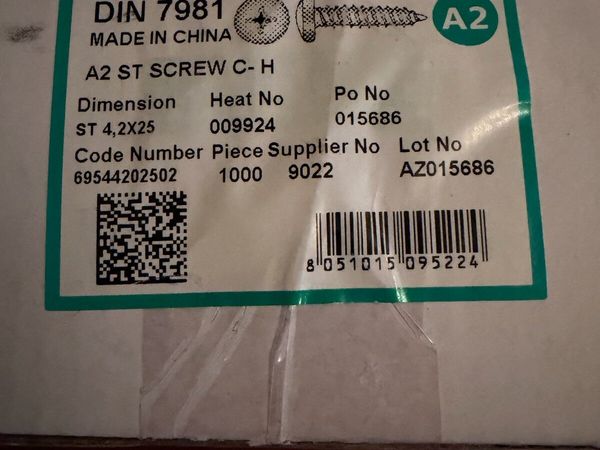 DIN 7981
MADE IN CHINA
A2
A2 ST SCREW C- H
Dimension Heat No Po No
ST 4,2X25 009924 015686
Code Number Piece Supplier No Lot No
69544202502 1000 9022 AZ015686
8 051015 095224